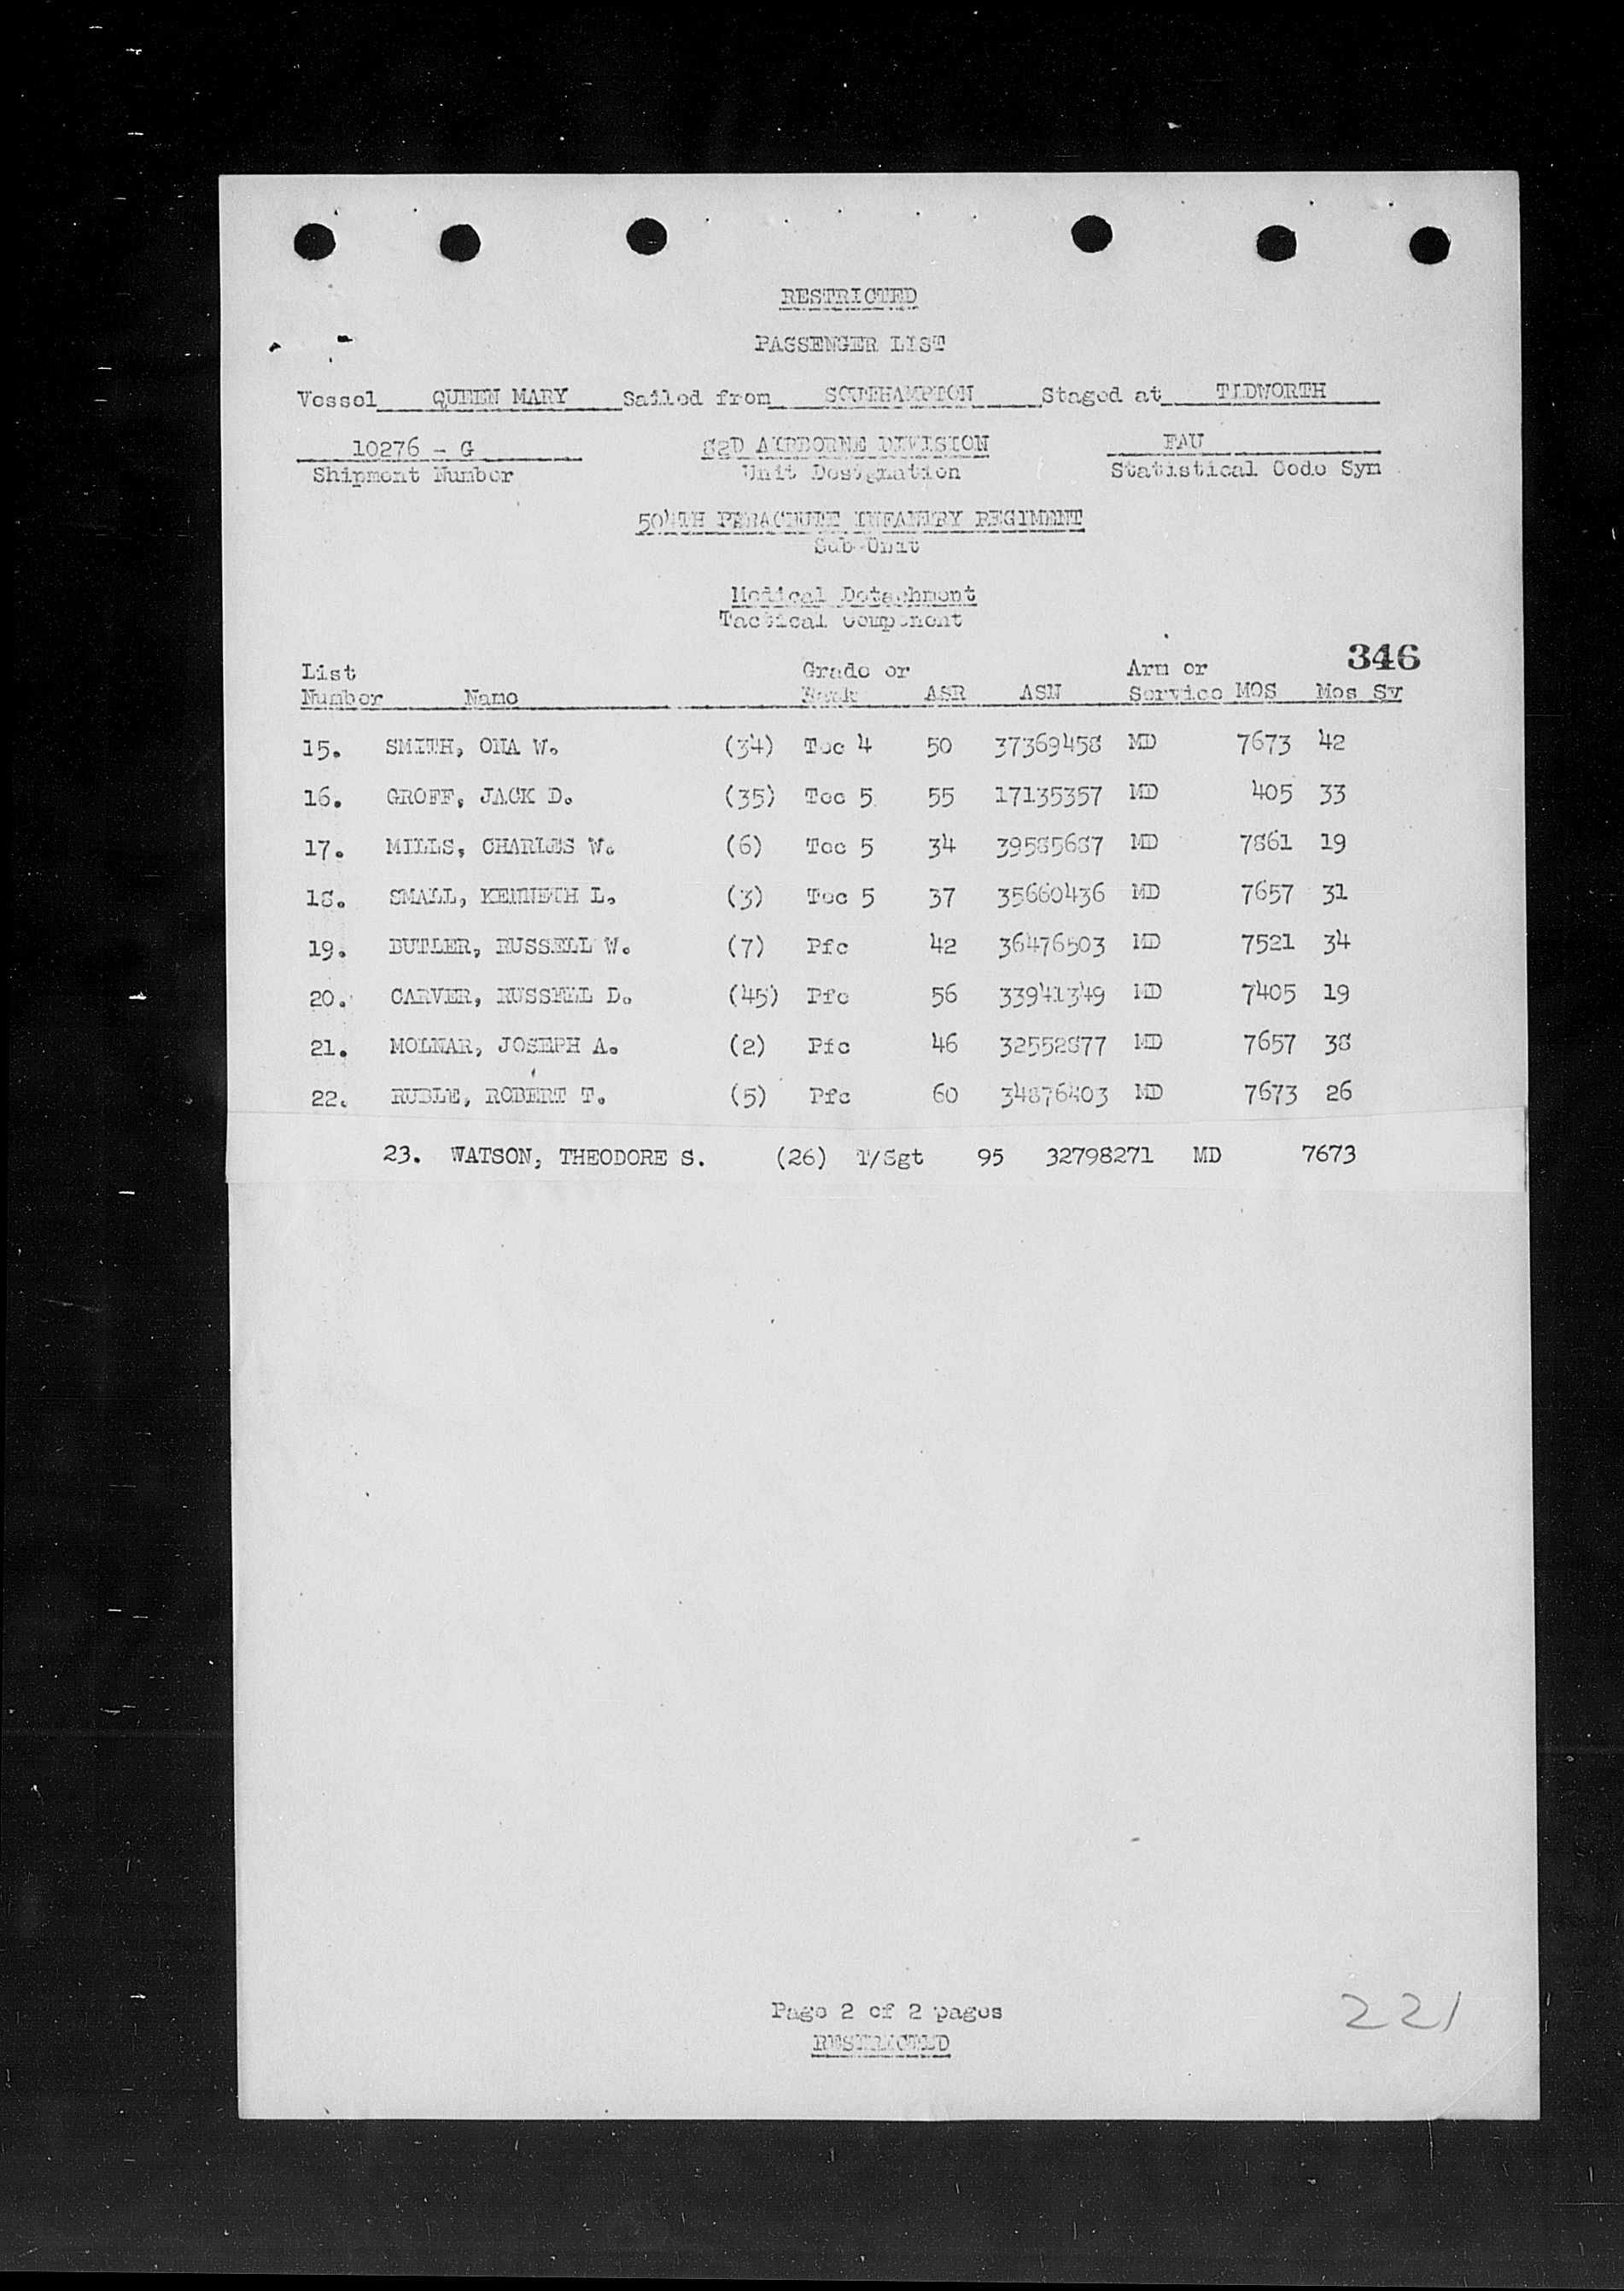 RESTRICTED
PASSENGER LIST
Vessel QUEEN MARY Sailed from SOUTHAMPTON Staged at TIDWORTH
10276 - G 82D AIRBORNE DIVISION FAU
Shipment Number Unit Designation Statistical Code Sym
504TH PARACHUTE INFANTRY REGIMENT
Sub-Unit
Medical Detachment
Tactical Component
346
List Grade or Arm or
Number Name Rank ASR ASN Service MOS Mos Sv
15. SMITH, ONA W. (34) Tec 4 50 37369458 MD 7673 42
16. GROFF, JACK D. (35) Tec 5 55 17135357 MD 405 33
17. MILLS, CHARLES W. (6) Tec 5 34 39585687 MD 7861 19
18. SMALL, KENNETH L. (3) Tec 5 37 35660436 MD 7657 31
19. BUTLER, RUSSELL W. (7) Pfc 42 36476503 MD 7521 34
20. CARVER, RUSSELL D. (45) Pfc 56 33941349 MD 7405 19
21. MOLNAR, JOSEPH A. (2) Pfc 46 32552877 MD 7657 38
22. RUBLE, ROBERT T. (5) Pfc 60 34876403 MD 7673 26
23. WATSON, THEODORE S. (26) T/Sgt 95 32798271 MD 7673
Page 2 of 2 pages
RESTRICTED
221